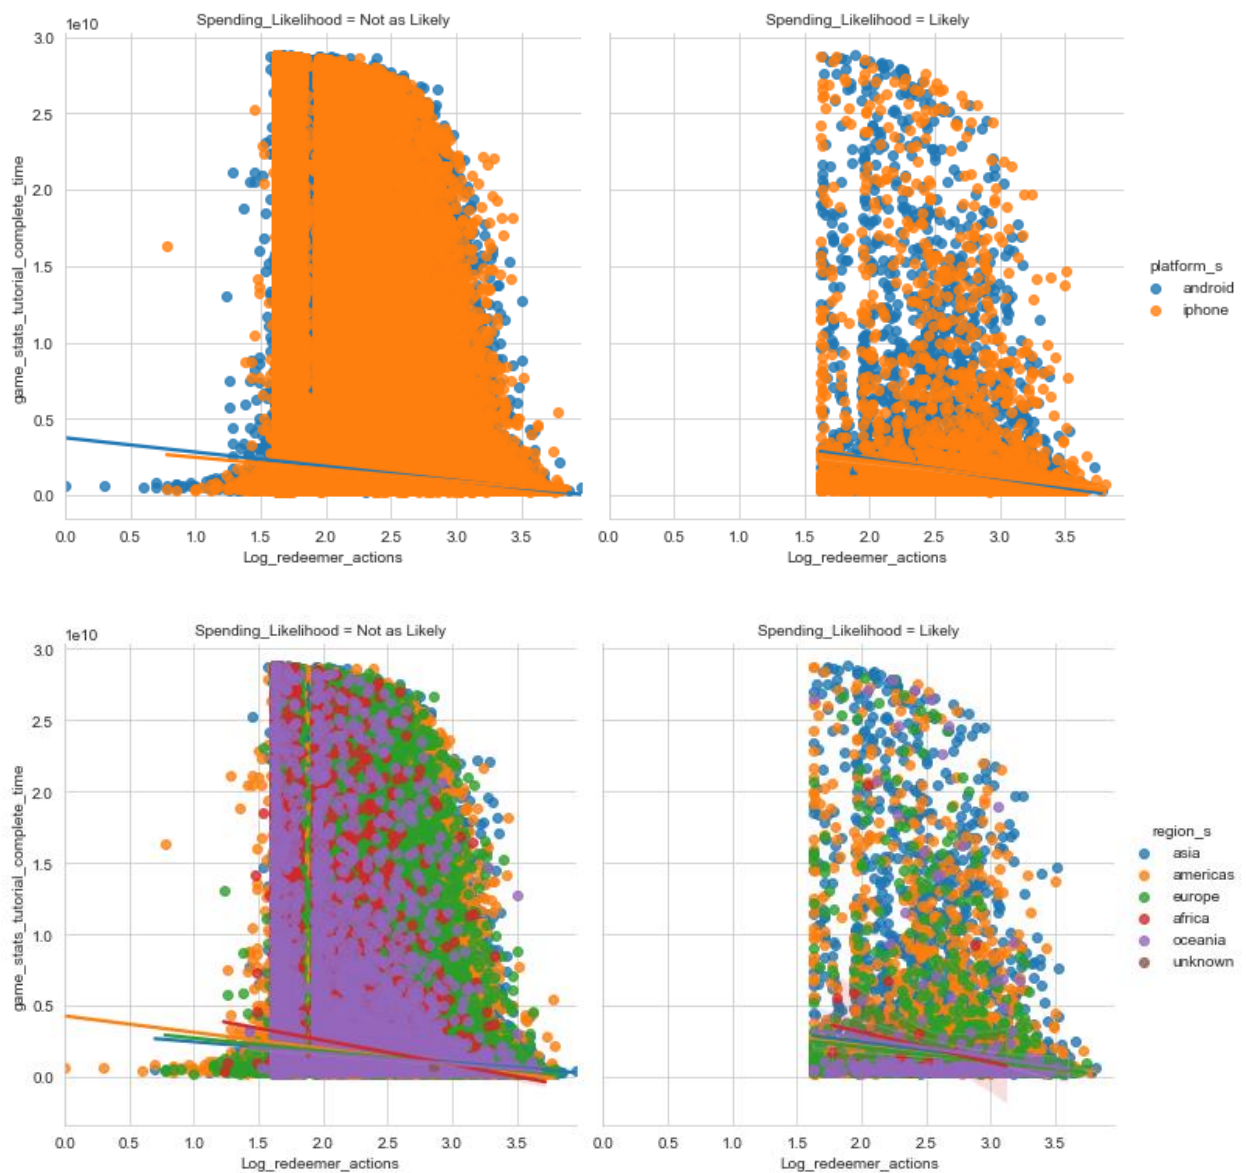 Spending_Likelihood = Not as Likely
Spending_Likelihood = Likely
1e10
3.0
2.5
2.0
1.5
1.0
0.5
0.0
game_stats_tutorial_complete_time
0.0 0.5 1.0 1.5 2.0 2.5 3.0 3.5
Log_redeemer_actions
0.0 0.5 1.0 1.5 2.0 2.5 3.0 3.5
Log_redeemer_actions
platform_s
android
iphone
Spending_Likelihood = Not as Likely
Spending_Likelihood = Likely
1e10
3.0
2.5
2.0
1.5
1.0
0.5
0.0
game_stats_tutorial_complete_time
0.0 0.5 1.0 1.5 2.0 2.5 3.0 3.5
Log_redeemer_actions
0.0 0.5 1.0 1.5 2.0 2.5 3.0 3.5
Log_redeemer_actions
region_s
asia
americas
europe
africa
oceania
unknown